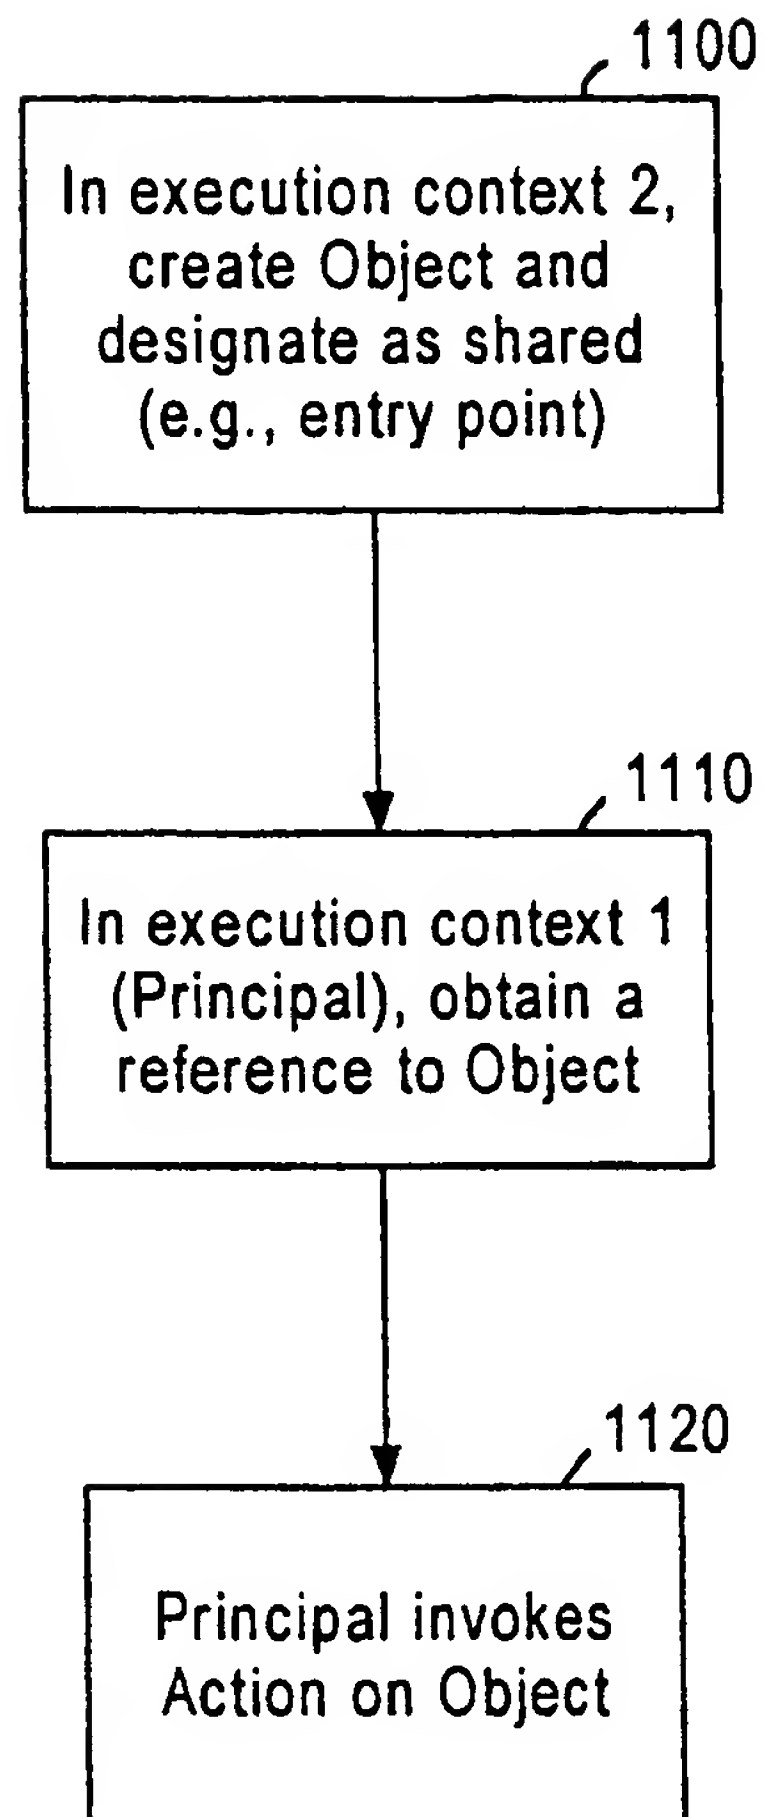 1100
In execution context 2,
create Object and
designate as shared
(e.g., entry point)
1110
In execution context 1
(Principal), obtain a
reference to Object
1120
Principal invokes
Action on Object